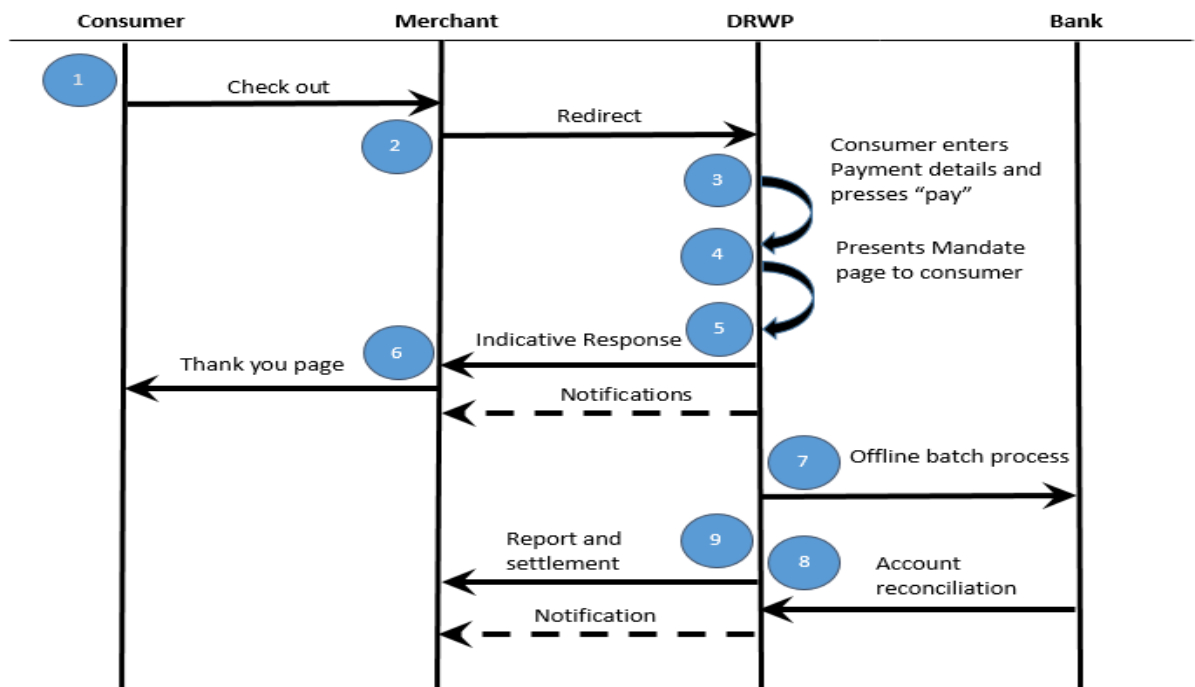 Consumer
Merchant
DRWP
Bank
1
Check out
2
Redirect
3
Consumer enters
Payment details and
presses “pay”
4
Presents Mandate
page to consumer
5
Indicative Response
6
Thank you page
Notifications
7
Offline batch process
9
Report and
settlement
8
Account
reconciliation
Notification